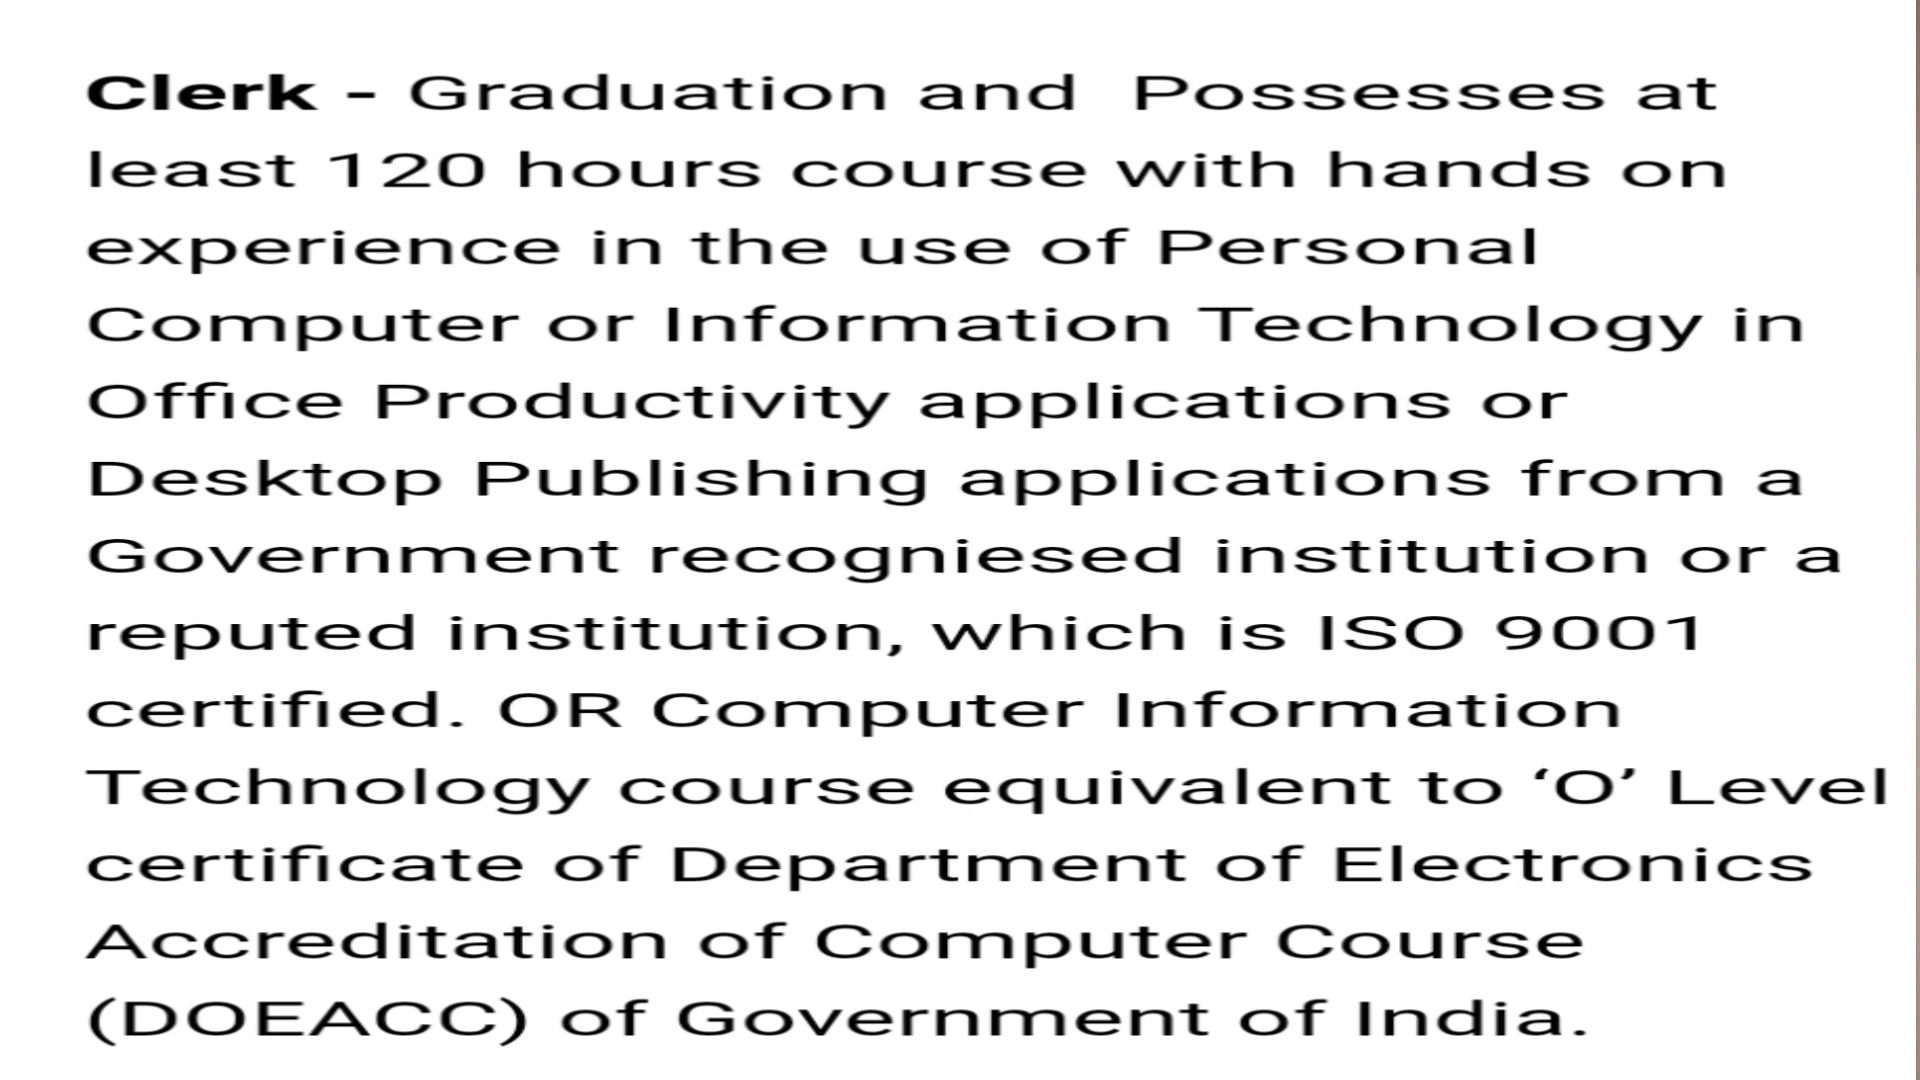 Clerk - Graduation and  Possesses at
least 120 hours course with hands on
experience in the use of Personal
Computer or Information Technology in
Office Productivity applications or
Desktop Publishing applications from a
Government recogniesed institution or a
reputed institution, which is ISO 9001
certified. OR Computer Information
Technology course equivalent to ‘O’ Level
certificate of Department of Electronics
Accreditation of Computer Course
(DOEACC) of Government of India.